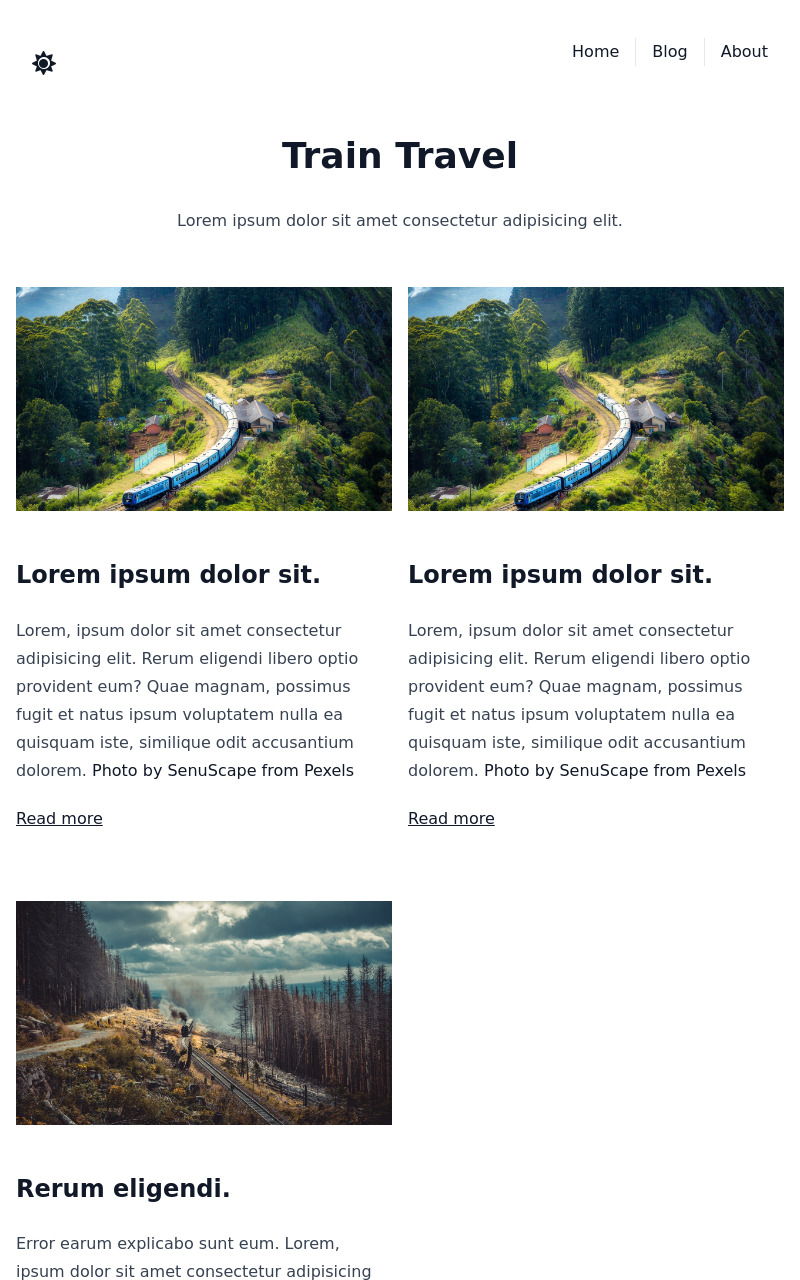 Home
Blog
About
Train Travel
Lorem ipsum dolor sit amet consectetur adipisicing elit.
Lorem ipsum dolor sit.
Lorem, ipsum dolor sit amet consectetur
adipisicing elit. Rerum eligendi libero optio
provident eum? Quae magnam, possimus
fugit et natus ipsum voluptatem nulla ea
quisquam iste, similique odit accusantium
dolorem. Photo by SenuScape from Pexels
Read more
Lorem ipsum dolor sit.
Lorem, ipsum dolor sit amet consectetur
adipisicing elit. Rerum eligendi libero optio
provident eum? Quae magnam, possimus
fugit et natus ipsum voluptatem nulla ea
quisquam iste, similique odit accusantium
dolorem. Photo by SenuScape from Pexels
Read more
Rerum eligendi.
Error earum explicabo sunt eum. Lorem,
ipsum dolor sit amet consectetur adipisicing